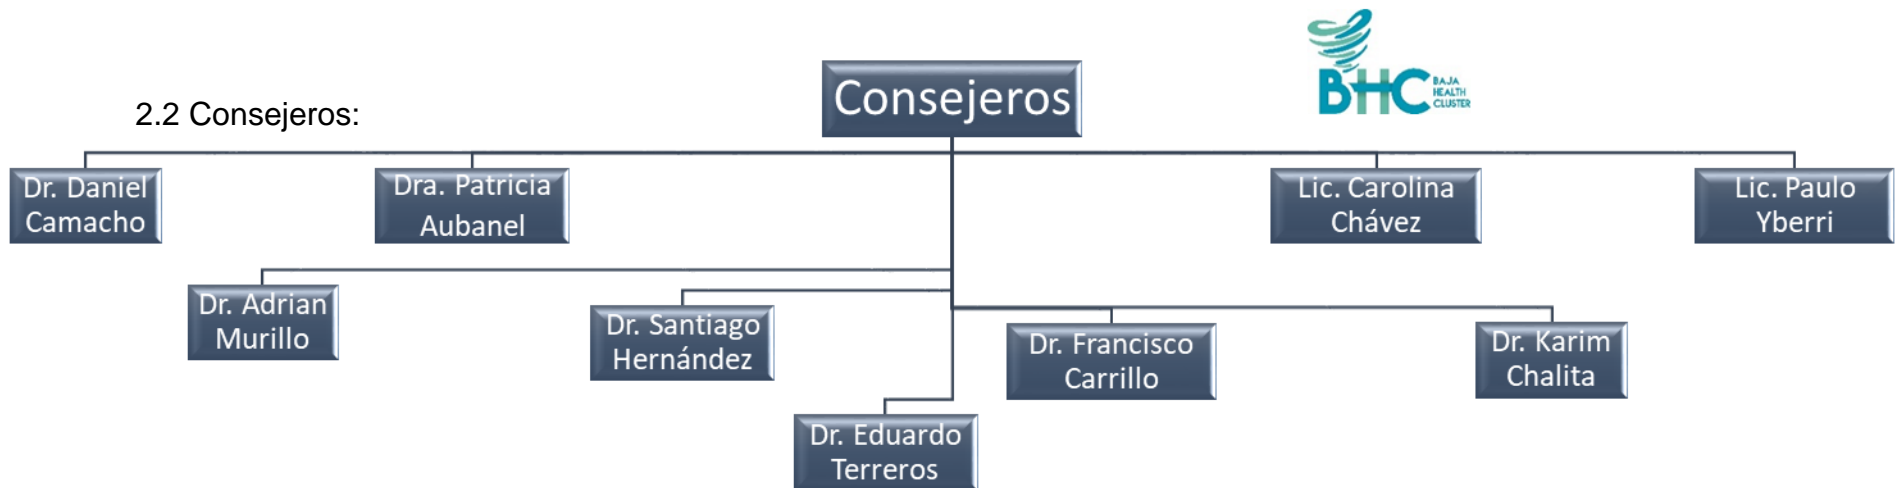 2.2 Consejeros:
Consejeros
BHC
BAJA
HEALTH
CLUSTER
Dr. Daniel
Camacho
Dra. Patricia
Aubanel
Lic. Carolina
Chávez
Lic. Paulo
Yberri
Dr. Adrian
Murillo
Dr. Santiago
Hernández
Dr. Francisco
Carrillo
Dr. Karim
Chalita
Dr. Eduardo
Terreros